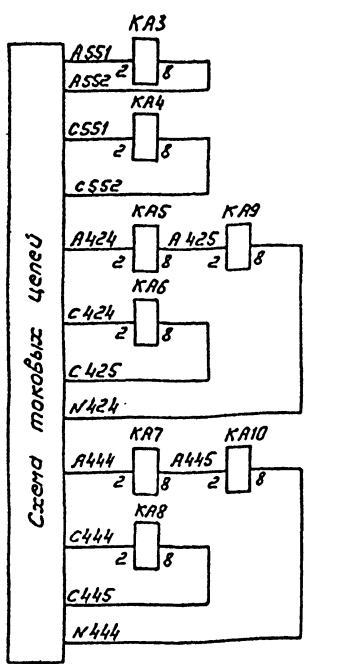 Схема токовых цепей
КА3
А551 2 8
А552
КА4
С551 2 8
С552
КА5 КА9
А424 2 8 А425 2 8
КА6
С424 2 8
С425
N424
КА7 КА10
А444 2 8 А445 2 8
КА8
С444 2 8
С445
N444